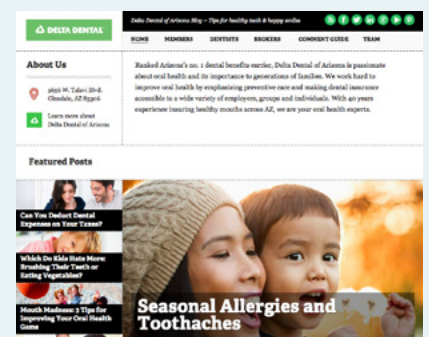 DELTA DENTAL
Delta Dental of Arizona Blog – Tips for healthy teeth & happy smiles
HOME MEMBERS DENTISTS BROKERS COMMENT GUIDE TEAM
About Us
5656 W. Talavi Blvd.
Glendale, AZ 85306
Learn more about
Delta Dental of Arizona
Ranked Arizona's no. 1 dental benefits carrier, Delta Dental of Arizona is passionate
about oral health and its importance to generations of families. We work hard to
improve oral health by emphasizing preventive care and making dental insurance
accessible to a wide variety of employers, groups and individuals. With 40 years
experience insuring healthy mouths across AZ, we are your oral health experts.
Featured Posts
Can You Deduct Dental
Expenses on Your Taxes?
Which Do Kids Hate More:
Brushing Their Teeth or
Eating Vegetables?
Mouth Madness: 3 Tips for
Improving Your Oral Health
Game
Seasonal Allergies and
Toothaches